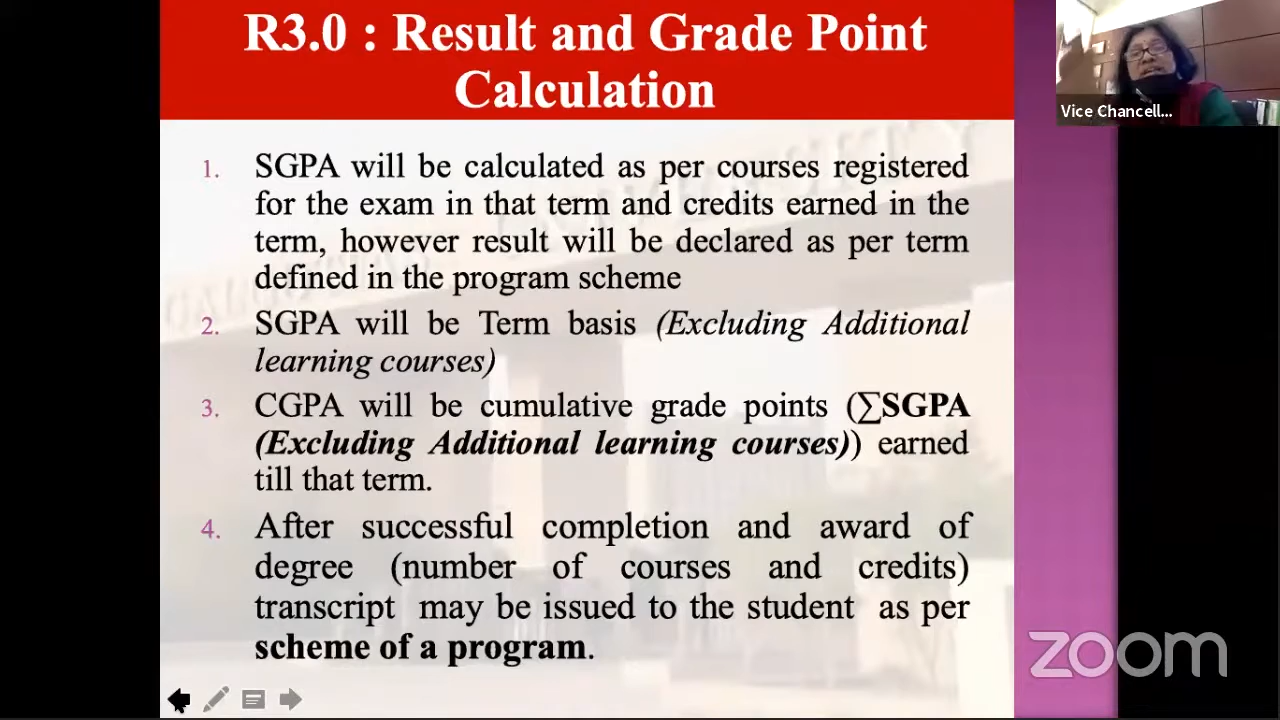 R3.0 : Result and Grade Point
Calculation
Vice Chancell...
1. SGPA will be calculated as per courses registered
for the exam in that term and credits earned in the
term, however result will be declared as per term
defined in the program scheme
2. SGPA will be Term basis (Excluding Additional
learning courses)
3. CGPA will be cumulative grade points (∑SGPA
(Excluding Additional learning courses)) earned
till that term.
4. After successful completion and award of
degree (number of courses and credits)
transcript may be issued to the student as per
scheme of a program.
zoom